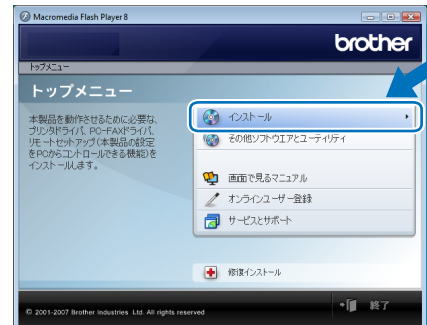 Macromedia Flash Player 8
brother
トップメニュー
トップメニュー
本製品を動作させるために必要な、
プリンタドライバ、PC-FAXドライバ、
リモートセットアップ(本製品の設定
をPCからコントロールできる機能)を
インストールします。
インストール
その他ソフトウエアとユーティリティ
画面で見るマニュアル
オンラインユーザー登録
サービスとサポート
修復インストール
© 2001-2007 Brother Industries Ltd. All rights reserved
終了